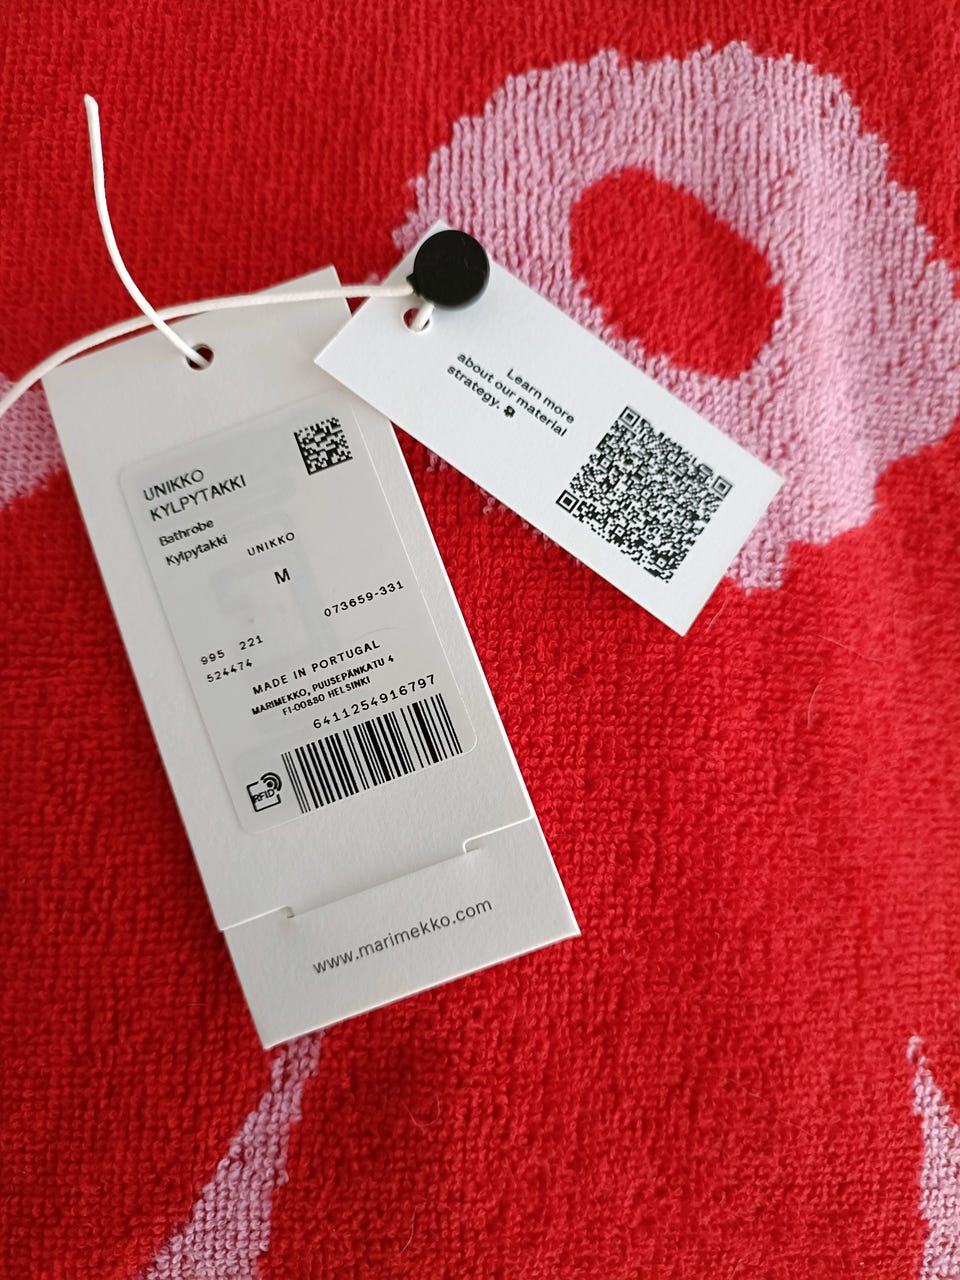 UNIKKO
KYLPYTAKKI
Bathrobe
Kylpytakki
UNIKKO
M
073659-331
995 221
524474
MADE IN PORTUGAL
MARIMEKKO, PUUSEPÄNKATU 4
FI-00880 HELSINKI
6411254916797
RFID
www.marimekko.com
Learn more
about our material
strategy.